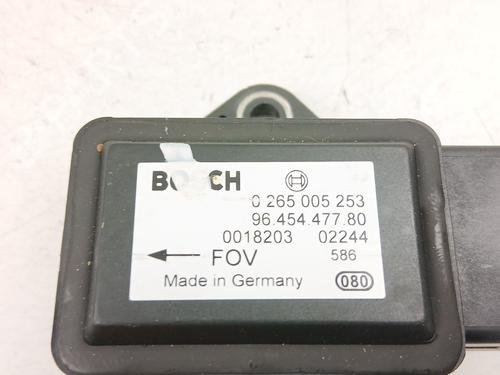 BOSCH
0 265 005 253
96.454.477.80
0018203 02244
← FOV 586
Made in Germany 080